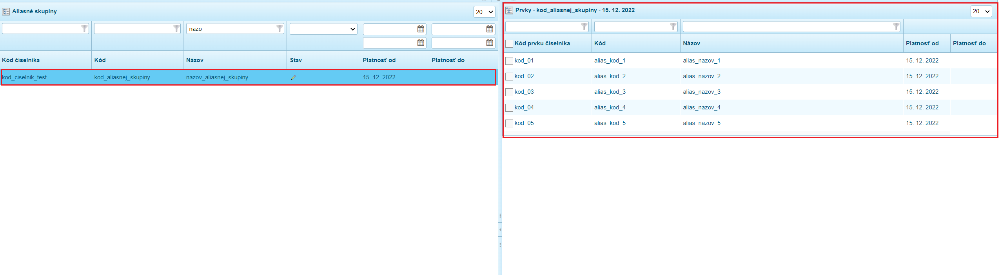 Aliasné skupiny
20
nazo
Kód číselníka Kód Názov Stav Platnosť od Platnosť do
kod_ciselnik_test kod_aliasnej_skupiny nazov_aliasnej_skupiny 15. 12. 2022
Prvky - kod_aliasnej_skupiny - 15. 12. 2022
20
Kód prvku číselníka Kód Názov Platnosť od Platnosť do
kod_01 alias_kod_1 alias_nazov_1 15. 12. 2022
kod_02 alias_kod_2 alias_nazov_2 15. 12. 2022
kod_03 alias_kod_3 alias_nazov_3 15. 12. 2022
kod_04 alias_kod_4 alias_nazov_4 15. 12. 2022
kod_05 alias_kod_5 alias_nazov_5 15. 12. 2022